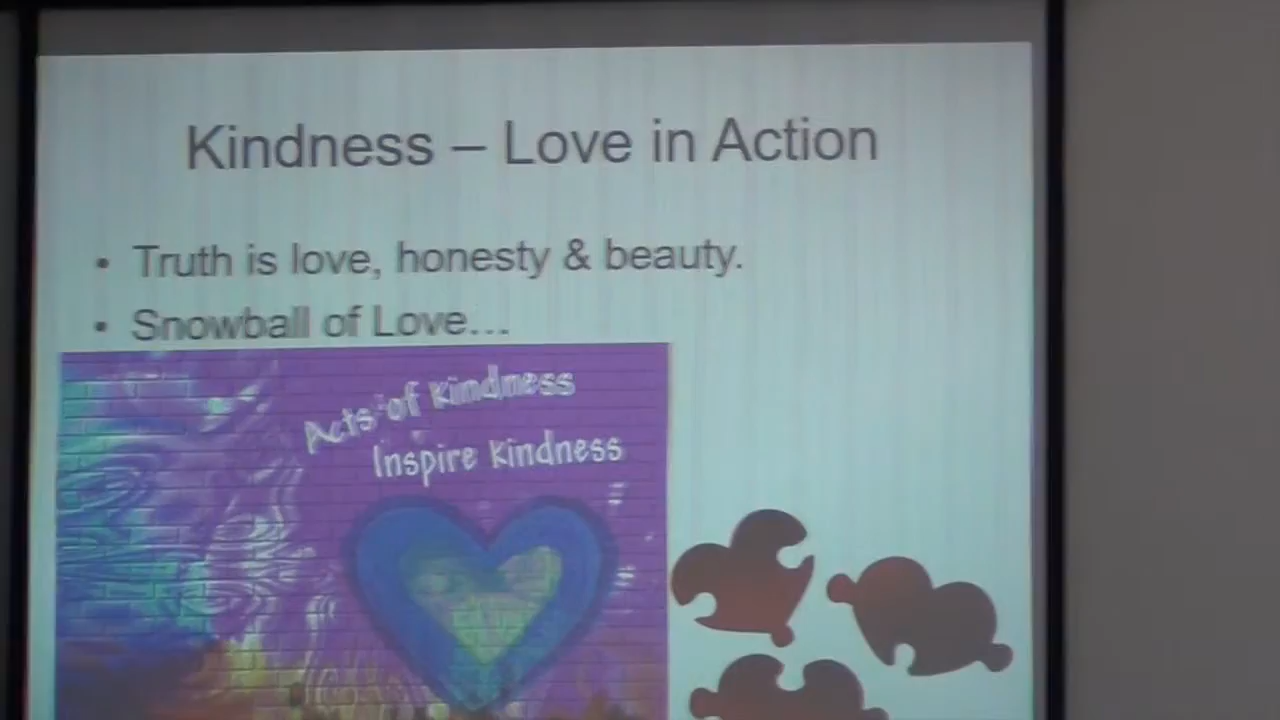 Kindness – Love in Action
• Truth is love, honesty & beauty.
• Snowball of Love...
Acts of Kindness
Inspire Kindness